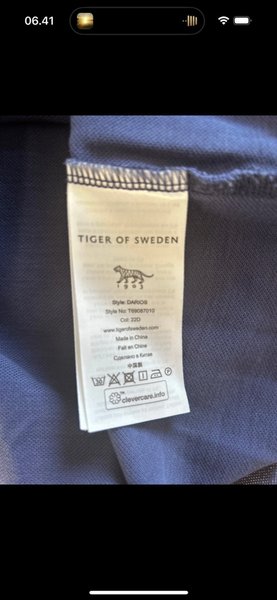 06.41
TIGER OF SWEDEN
1903
Style: DARIOS
Style No: T69087010
Col: 22D
www.tigerofsweden.com
Made in China
Fait en Chine
Сделано в Китае
中国製
clevercare.info